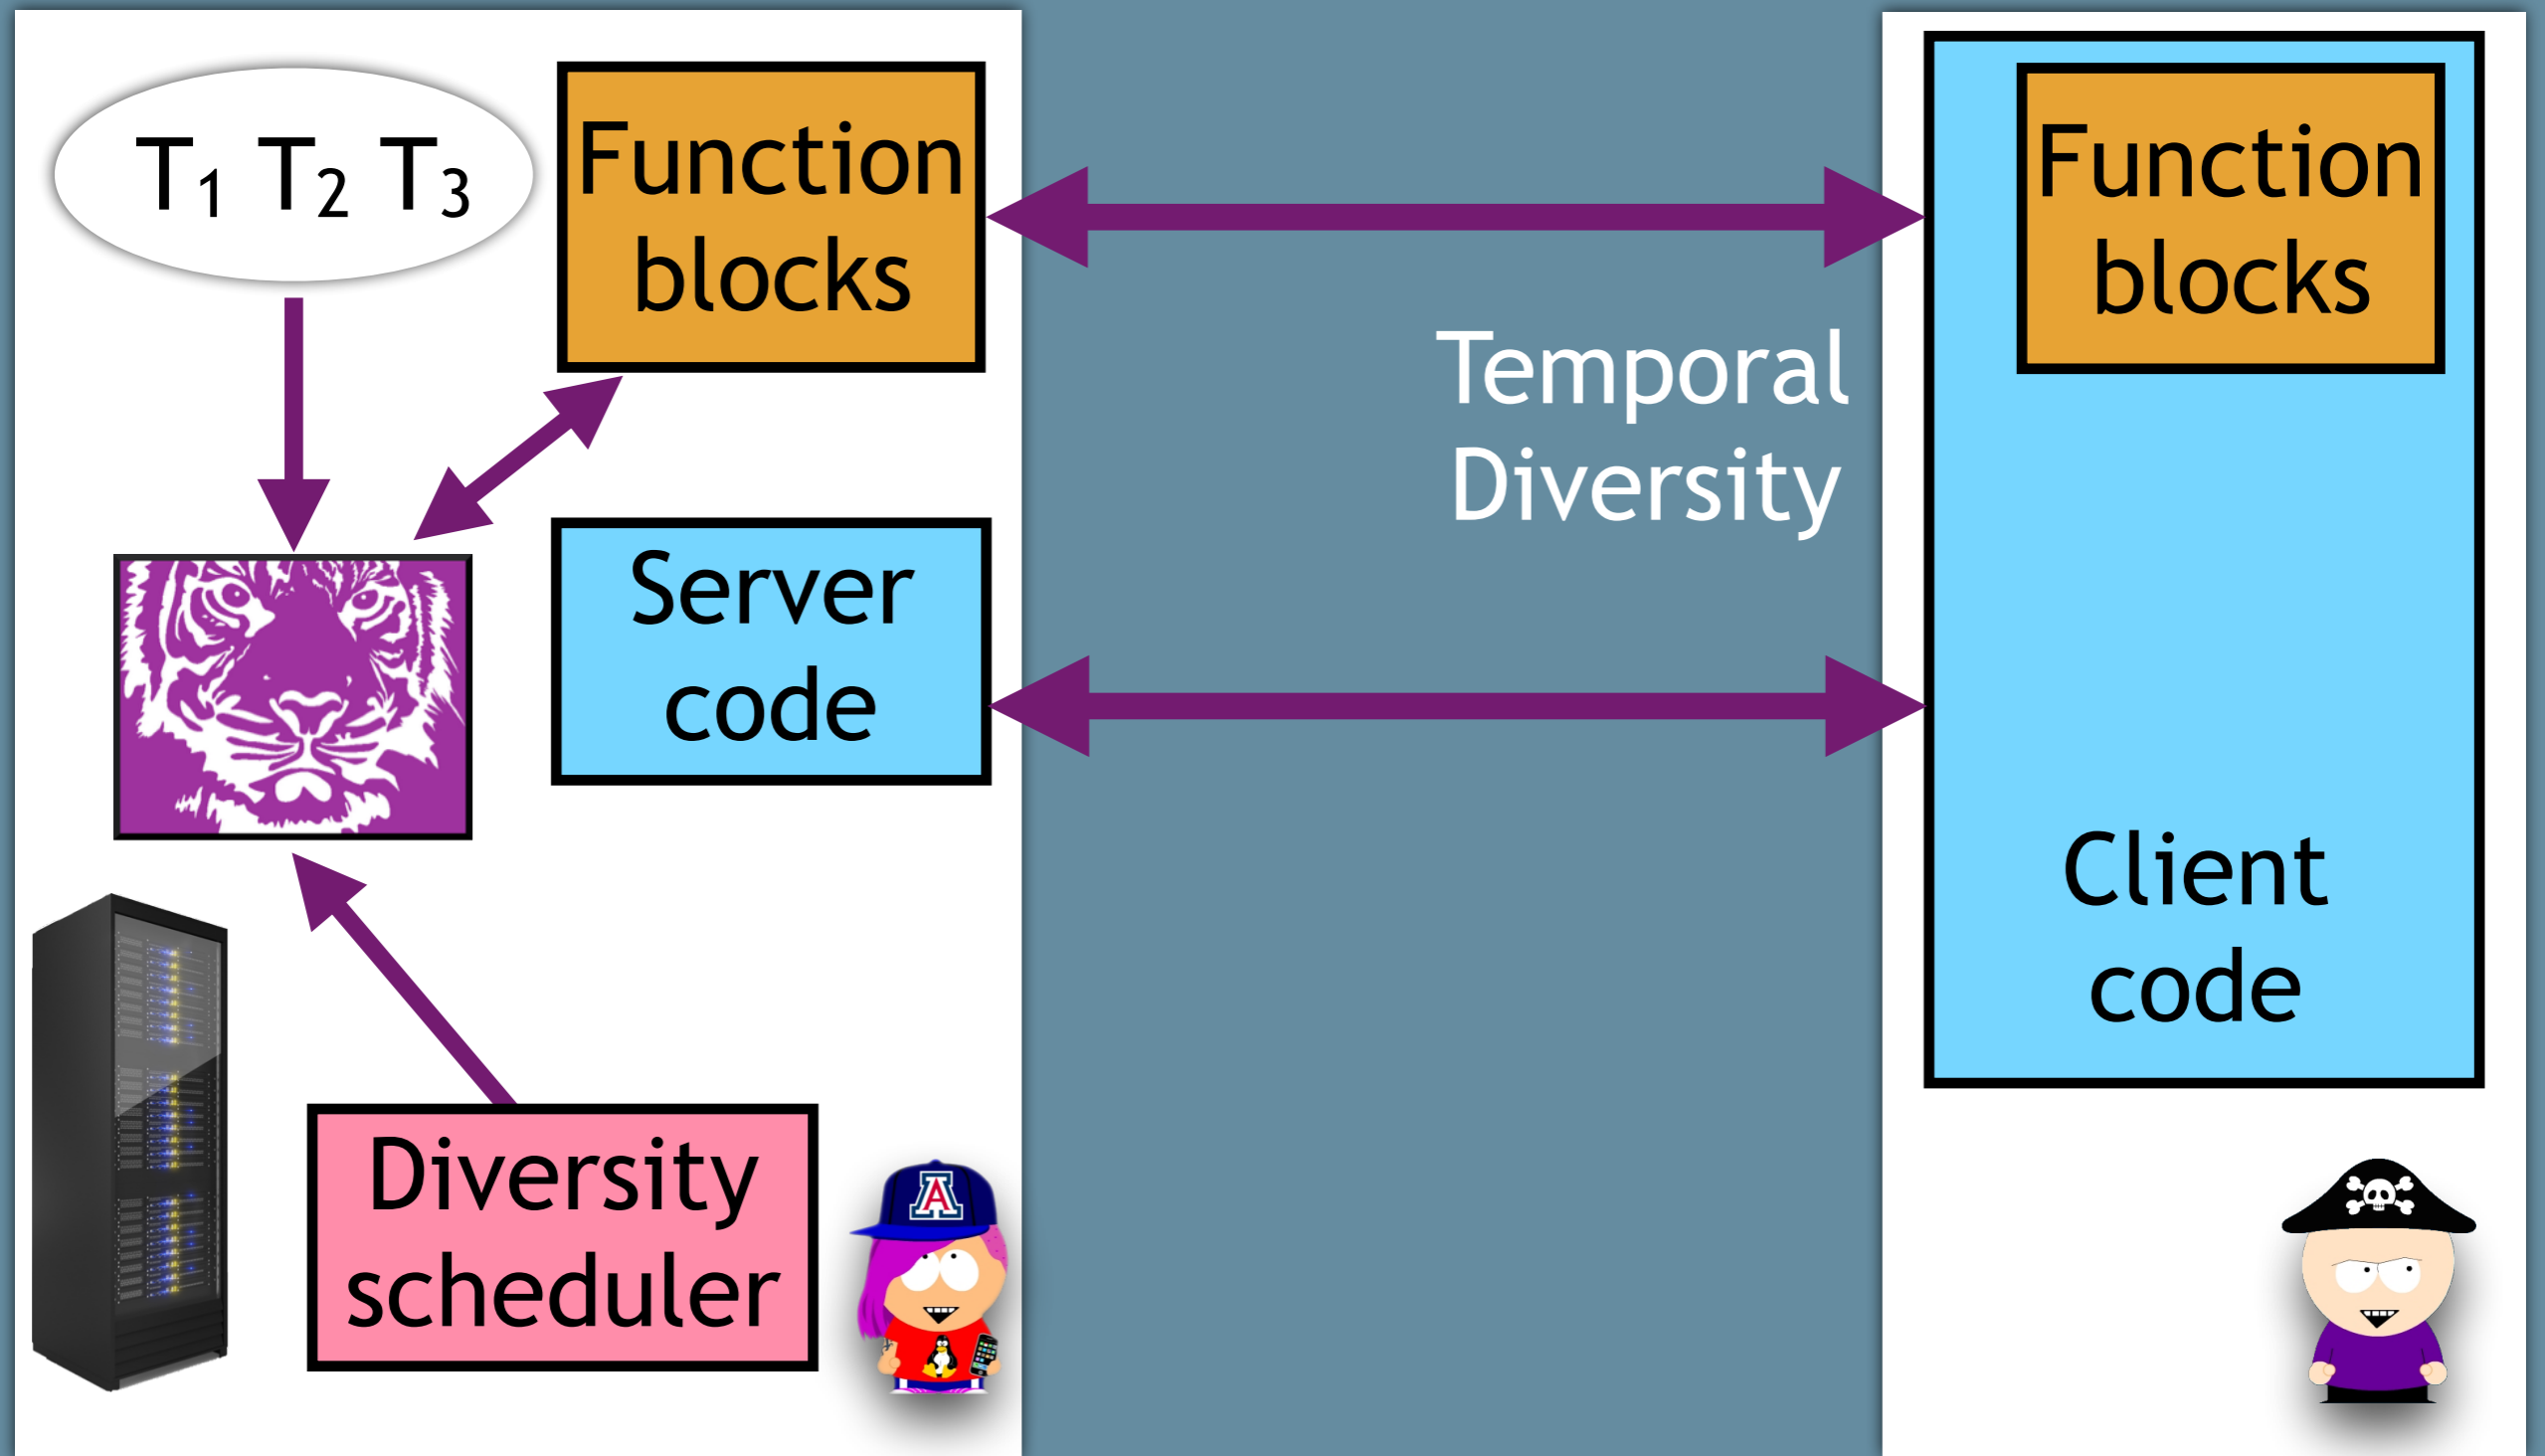 T₁ T₂ T₃
Function
blocks
Server
code
Diversity
scheduler
A
Temporal
Diversity
Function
blocks
Client
code